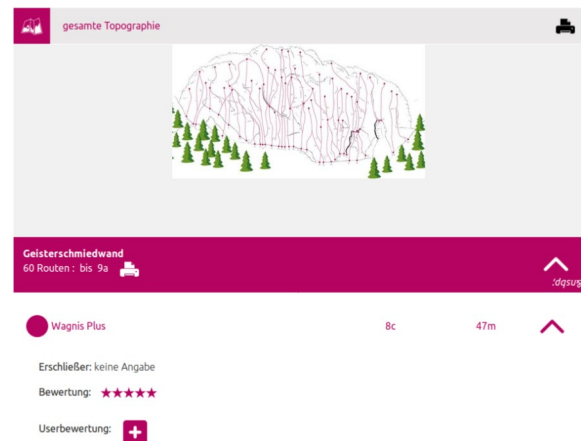 gesamte Topographie
Geisterschmiedwand
60 Routen : bis 9a
Wagnis Plus 8c 47m
Erschließer: keine Angabe
Bewertung: ★★★★★
Userbewertung: